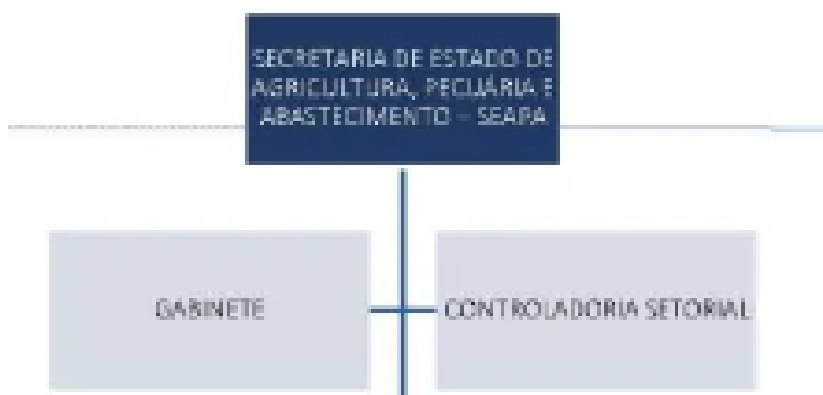 SECRETARIA DE ESTADO DE
AGRICULTURA, PECUÁRIA E
ABASTECIMENTO – SEAPA
GABINETE
CONTROLADORIA SETORIAL